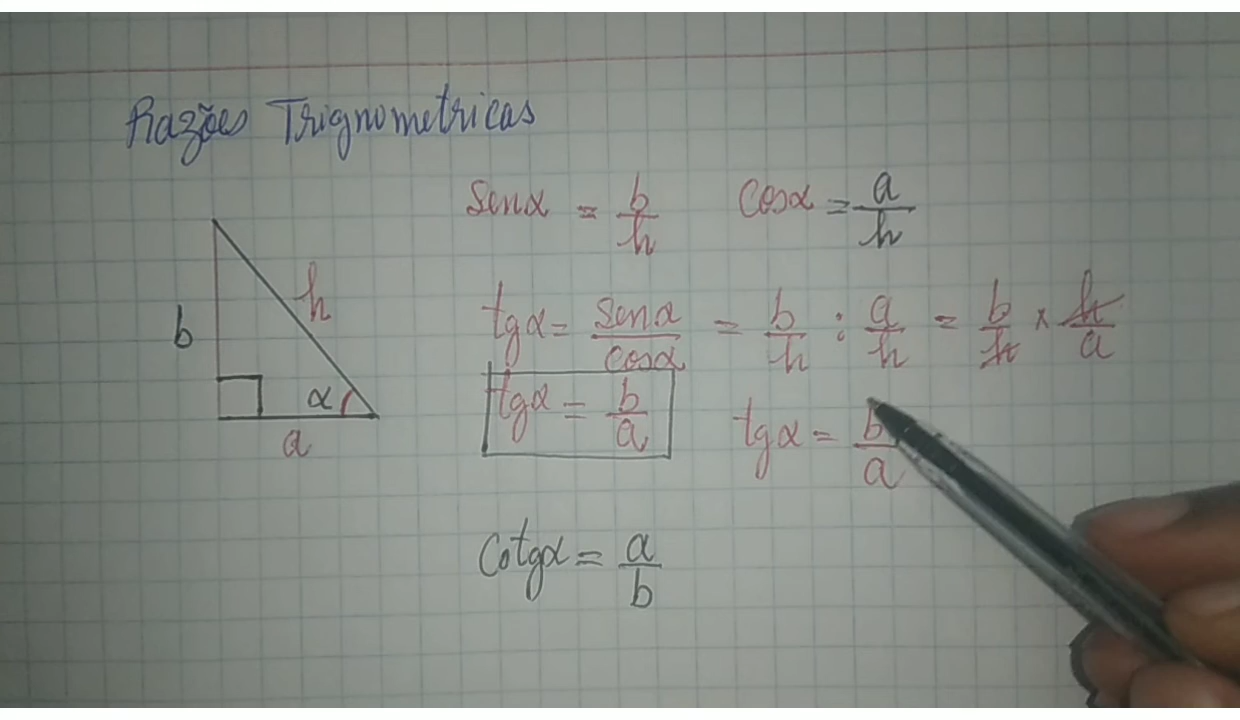 Razões Trignometricas
senα = b/h cosα = a/h
h
b
tgα = senα/cosα = b/h : a/h = b/h × h/a
α
tgα = b/a tgα = b/a
a
Cotgα = a/b